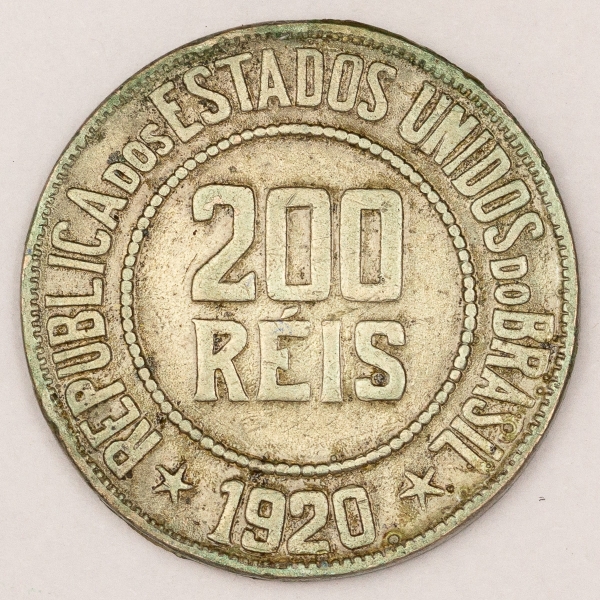 REPUBLICA DOS ESTADOS UNIDOS DO BRASIL
200
RÉIS
1920